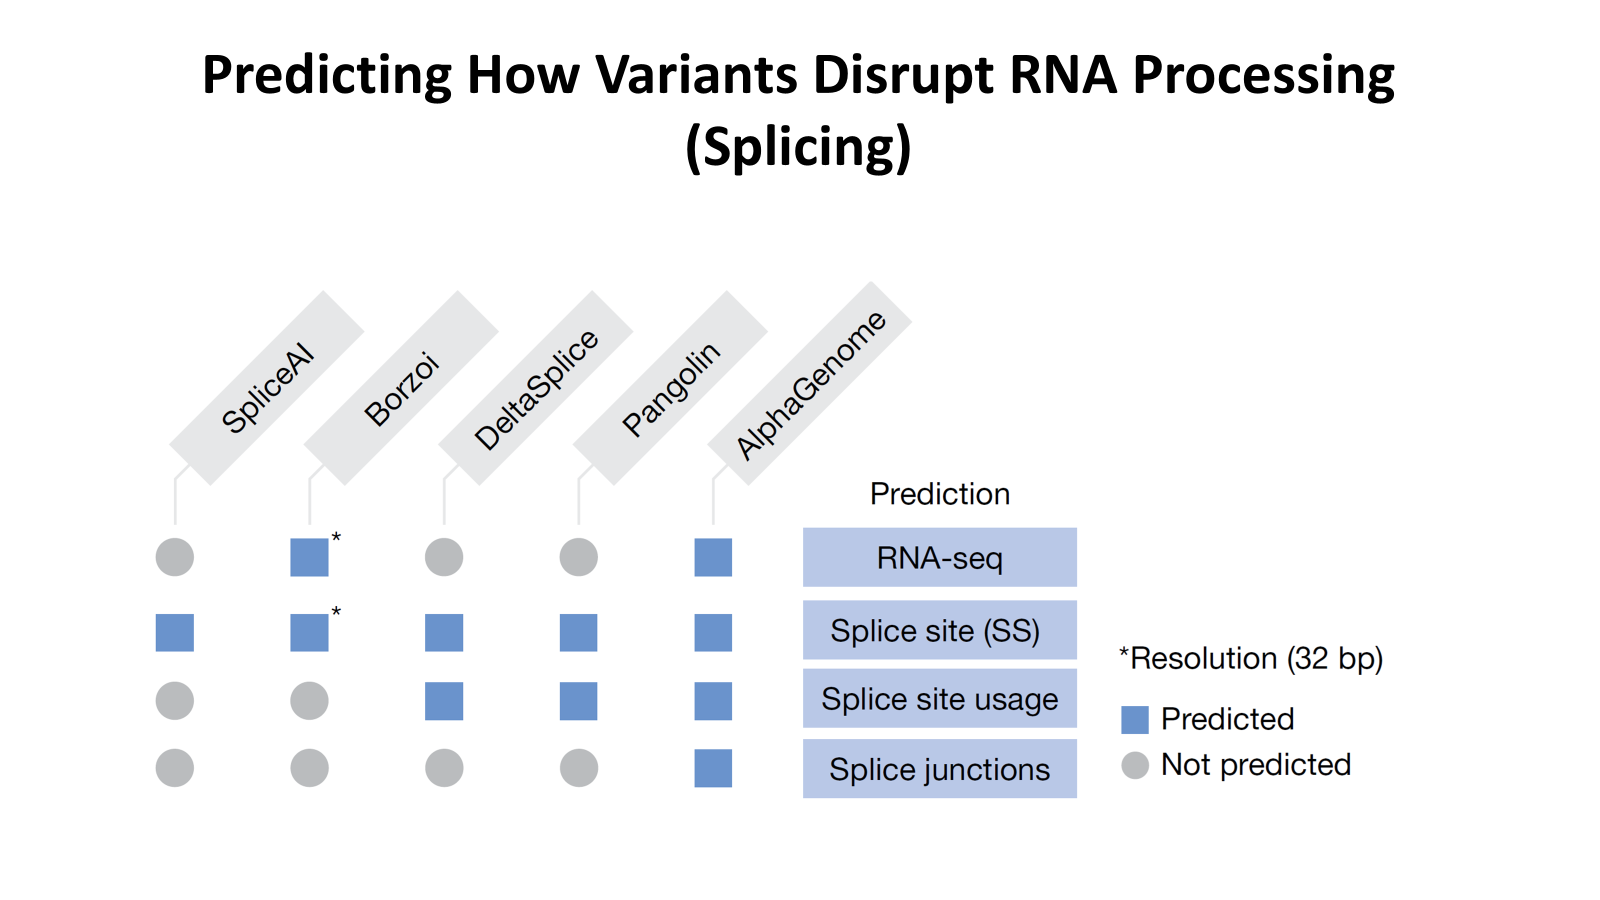 Predicting How Variants Disrupt RNA Processing
(Splicing)
SpliceAI
Borzoi
DeltaSplice
Pangolin
AlphaGenome
Prediction
*
RNA-seq
*
Splice site (SS)
Splice site usage
Splice junctions
*Resolution (32 bp)
Predicted
Not predicted